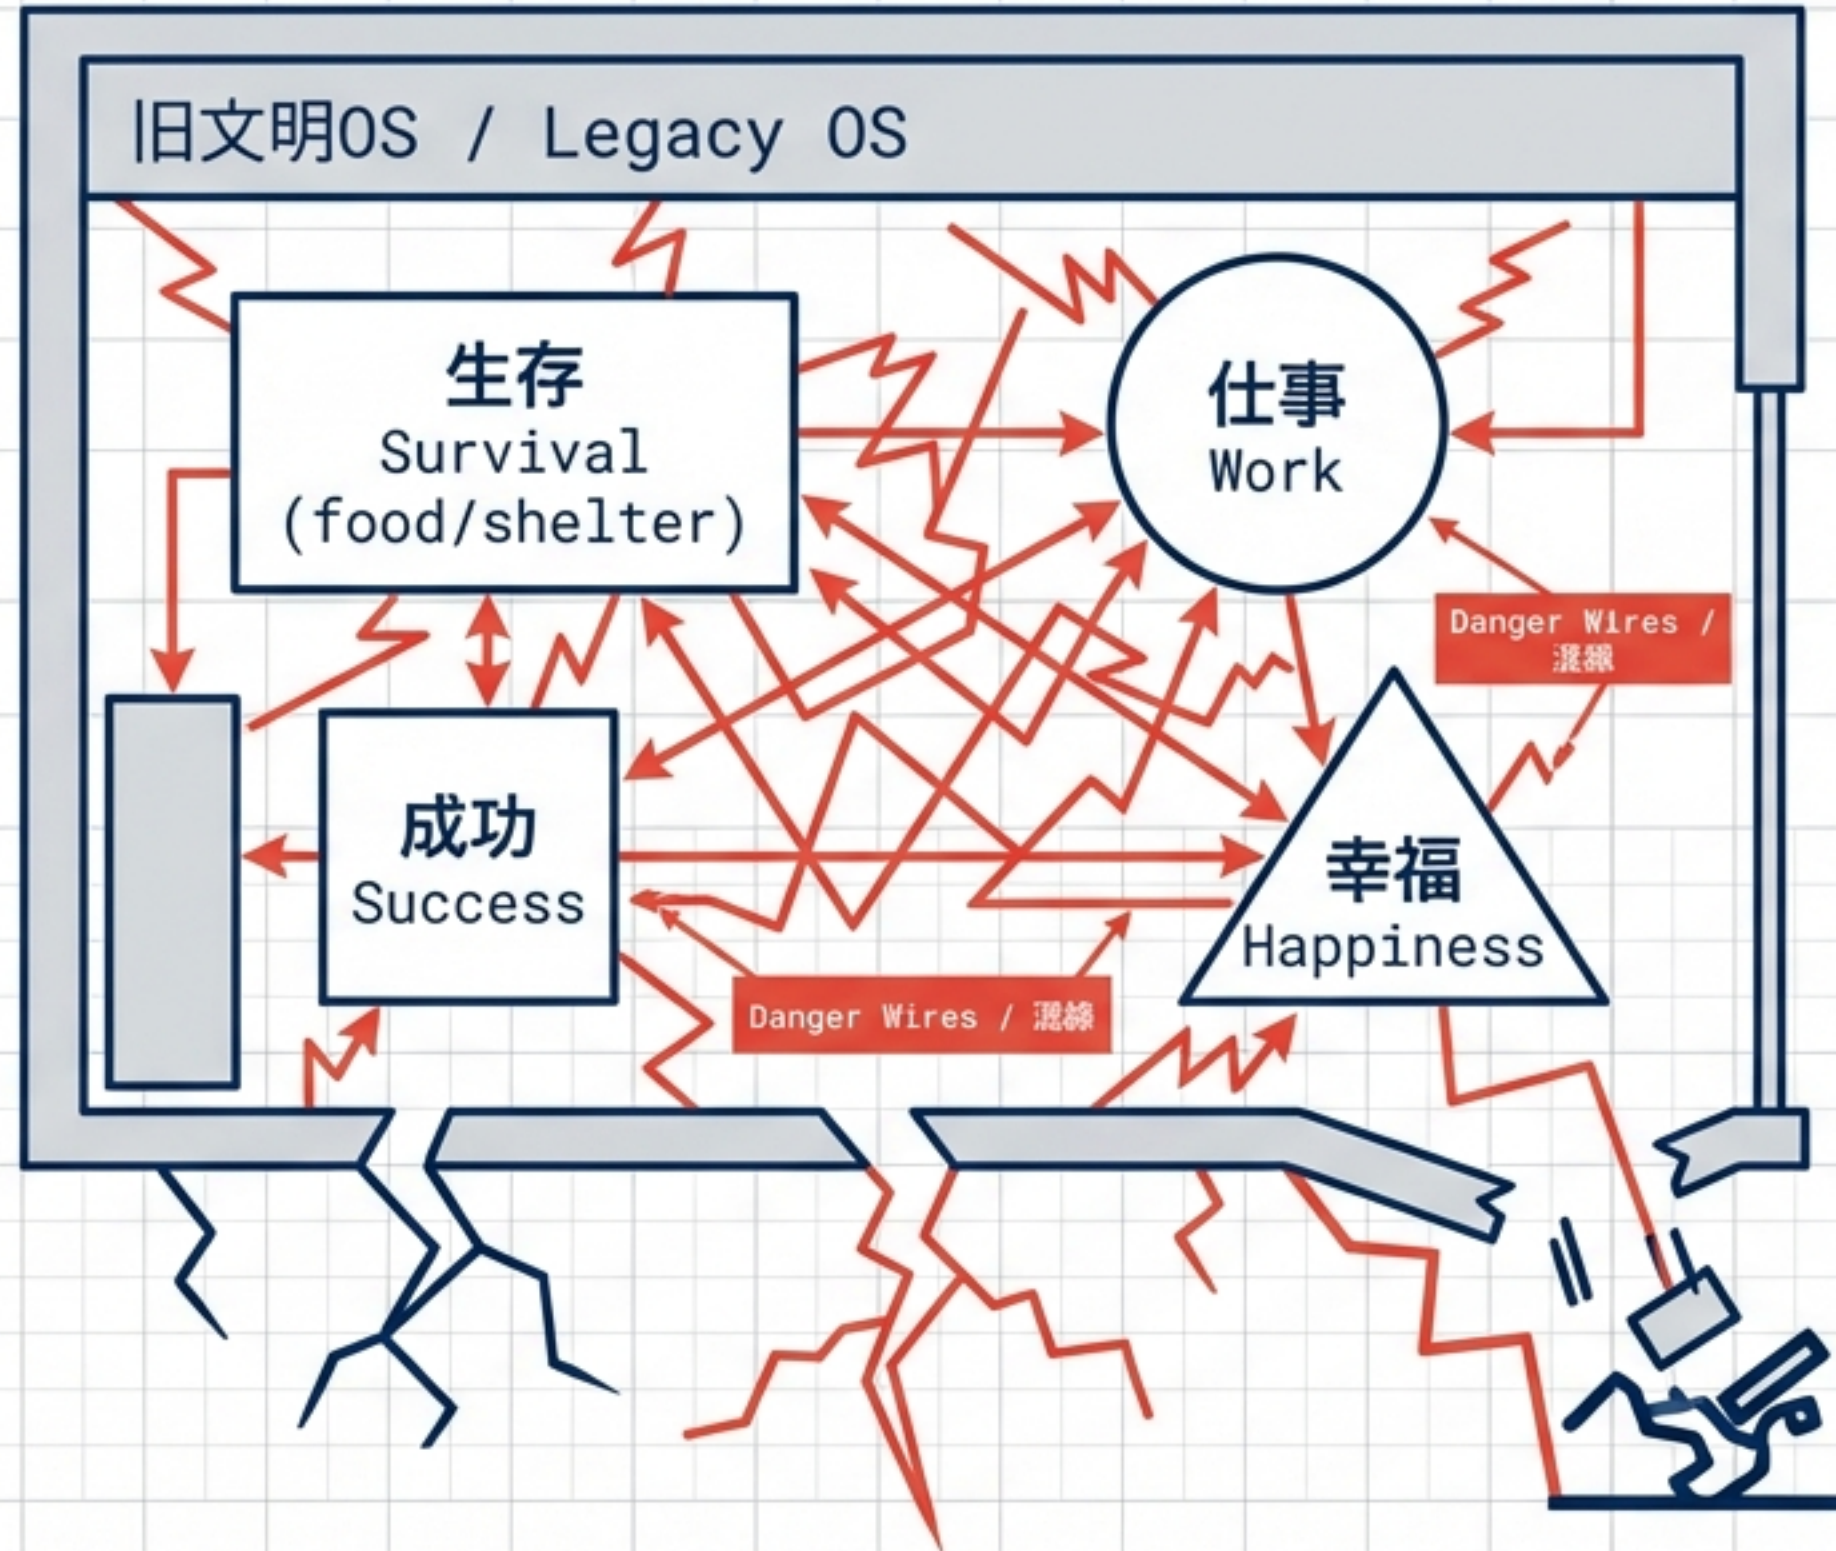 旧文明OS / Legacy OS
生存
Survival
(food/shelter)
仕事
Work
Danger Wires /
成功
Success
幸福
Happiness
Danger Wires /